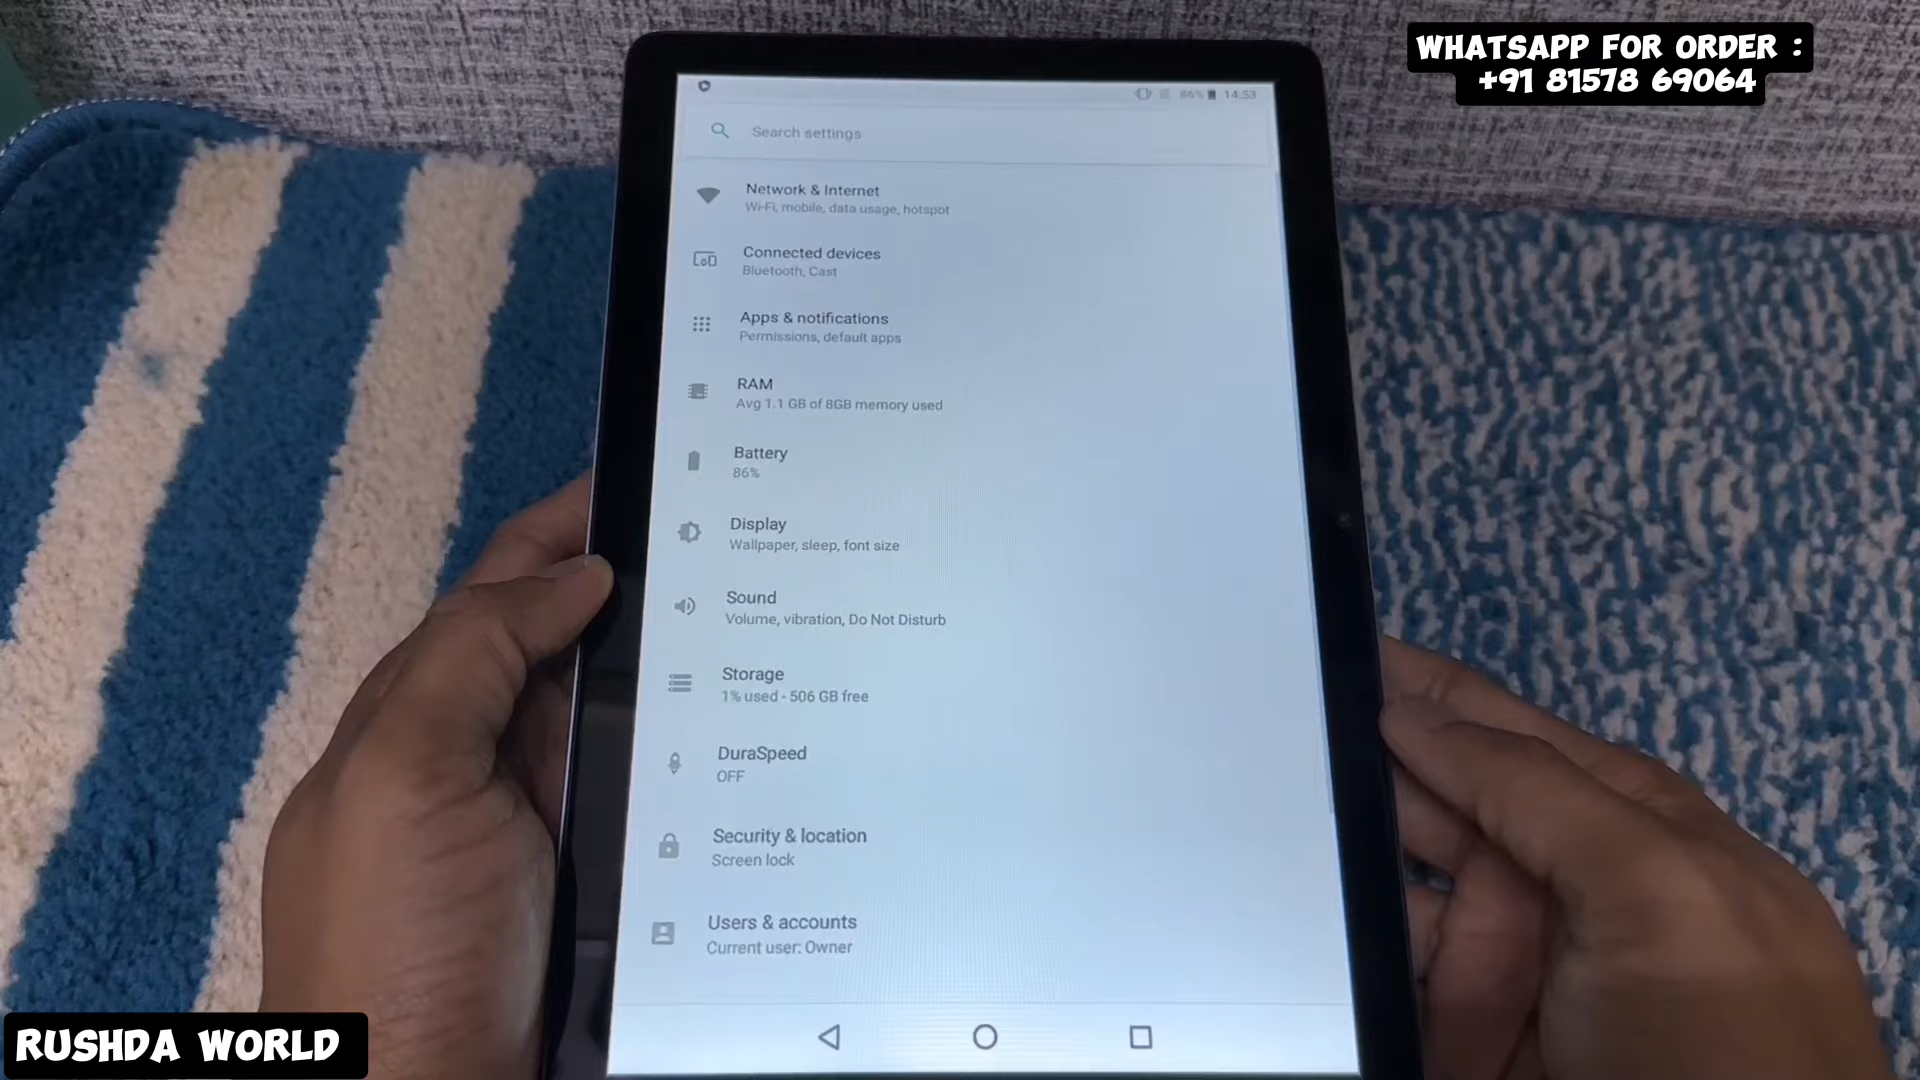 WHATSAPP FOR ORDER :
+91 81578 69064
86% 14:53
Search settings
Network & Internet
Wi-Fi, mobile, data usage, hotspot
Connected devices
Bluetooth, Cast
Apps & notifications
Permissions, default apps
RAM
Avg 1.1 GB of 8GB memory used
Battery
86%
Display
Wallpaper, sleep, font size
Sound
Volume, vibration, Do Not Disturb
Storage
1% used - 506 GB free
DuraSpeed
OFF
Security & location
Screen lock
Users & accounts
Current user: Owner
RUSHDA WORLD